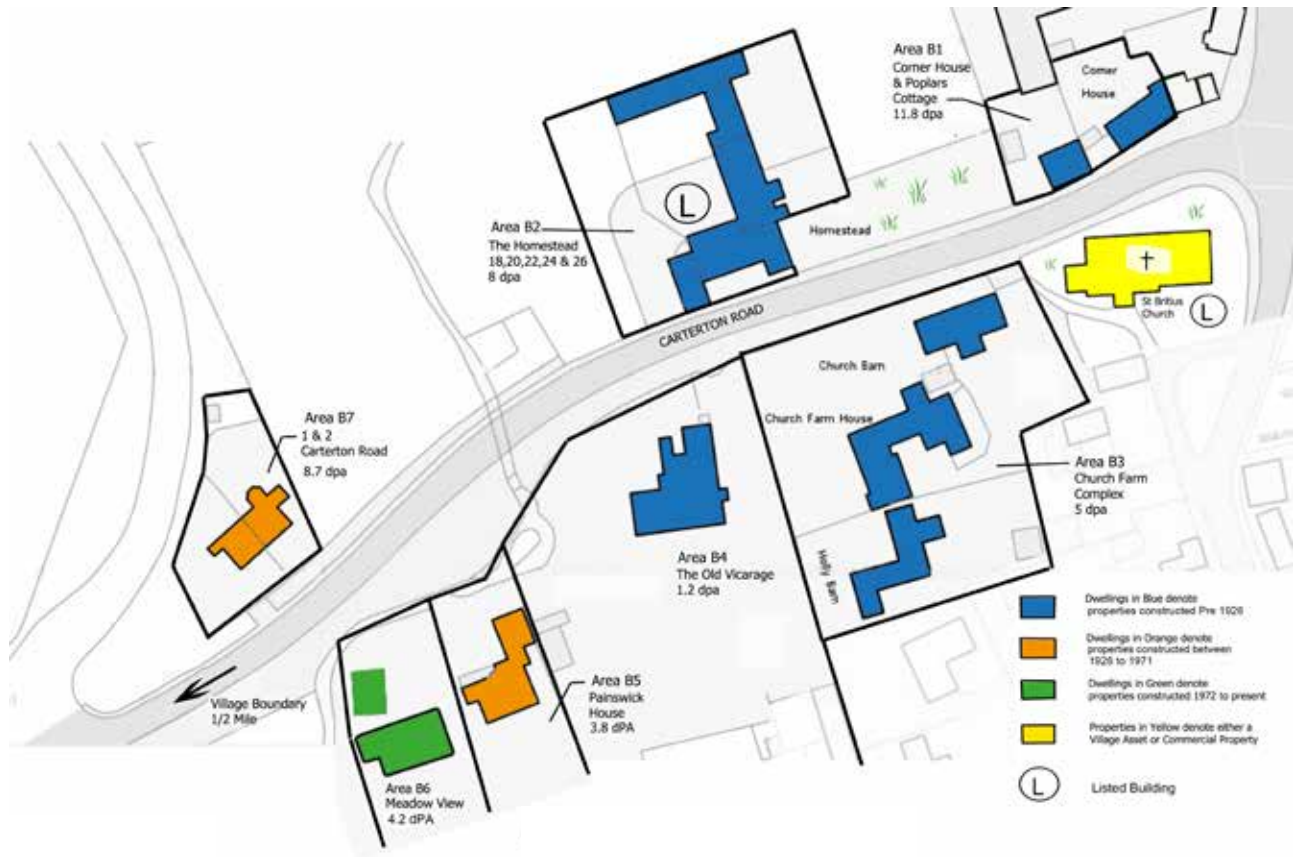 Area B1
Corner House
& Poplars
Cottage
11.8 dpa
Corner
House
Area B2
The Homestead
18,20,22,24 & 26
8 dpa
L
Homestead
CARTERTON ROAD
St Britius
Church
L
Church Barn
Church Farm House
Area B3
Church Farm
Complex
5 dpa
Holly Barn
Area B7
1 & 2
Carterton Road
8.7 dpa
Area B4
The Old Vicarage
1.2 dpa
Area B5
Painswick
House
3.8 dPA
Village Boundary
1/2 Mile
Area B6
Meadow View
4.2 dPA
Dwellings in Blue denote
properties constructed Pre 1926
Dwellings in Orange denote
properties constructed between
1926 to 1971
Dwellings in Green denote
properties constructed 1972 to present
Properties in Yellow denote either a
Village Asset or Commercial Property
L
Listed Building